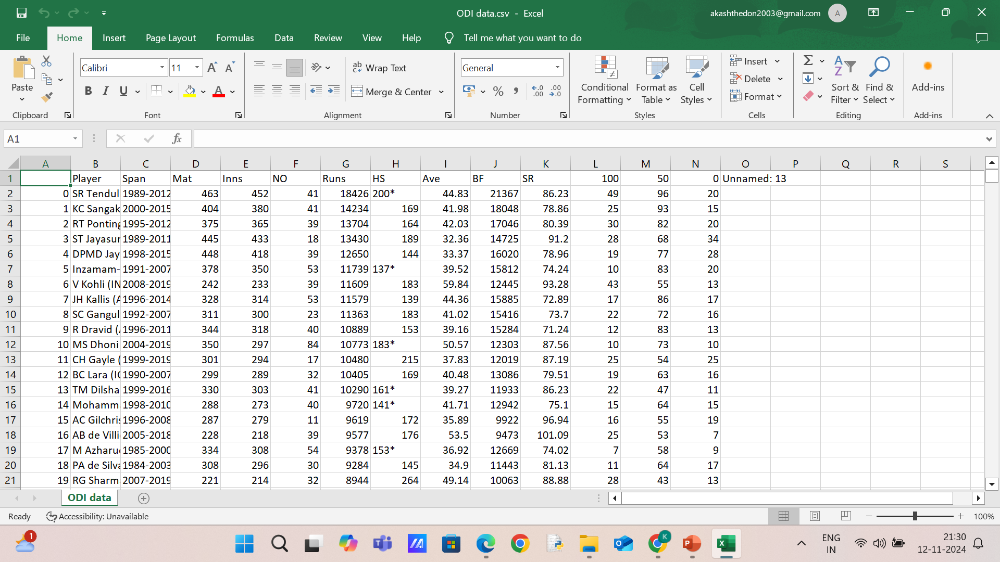 ODI data.csv - Excel
akashthedon2003@gmail.com A
File Home Insert Page Layout Formulas Data Review View Help Tell me what you want to do
Paste
Clipboard
Calibri 11
B I U
Font
Wrap Text
Merge & Center
Alignment
General
Number
Conditional Formatting
Format as Table
Cell Styles
Styles
Insert
Delete
Format
Cells
Sort & Filter
Find & Select
Editing
Add-ins
Add-ins
A1 fx
A B C D E F G H I J K L M N O P Q R S
1 Player Span Mat Inns NO Runs HS Ave BF SR 100 50 0 Unnamed: 13
2 0 SR Tendul 1989-2012 463 452 41 18426 200* 44.83 21367 86.23 49 96 20
3 1 KC Sangak 2000-2015 404 380 41 14234 169 41.98 18048 78.86 25 93 15
4 2 RT Ponting 1995-2012 375 365 39 13704 164 42.03 17046 80.39 30 82 20
5 3 ST Jayasur 1989-2011 445 433 18 13430 189 32.36 14725 91.2 28 68 34
6 4 DPMD Jay 1998-2015 448 418 39 12650 144 33.37 16020 78.96 19 77 28
7 5 Inzamam- 1991-2007 378 350 53 11739 137* 39.52 15812 74.24 10 83 20
8 6 V Kohli (IN 2008-2019 242 233 39 11609 183 59.84 12445 93.28 43 55 13
9 7 JH Kallis (A 1996-2014 328 314 53 11579 139 44.36 15885 72.89 17 86 17
10 8 SC Gangul 1992-2007 311 300 23 11363 183 41.02 15416 73.7 22 72 16
11 9 R Dravid (A 1996-2011 344 318 40 10889 153 39.16 15284 71.24 12 83 13
12 10 MS Dhoni 2004-2019 350 297 84 10773 183* 50.57 12303 87.56 10 73 10
13 11 CH Gayle ( 1999-2019 301 294 17 10480 215 37.83 12019 87.19 25 54 25
14 12 BC Lara (IC 1990-2007 299 289 32 10405 169 40.48 13086 79.51 19 63 16
15 13 TM Dilsha 1999-2016 330 303 41 10290 161* 39.27 11933 86.23 22 47 11
16 14 Mohamma 1998-2010 288 273 40 9720 141* 41.71 12942 75.1 15 64 15
17 15 AC Gilchris 1996-2008 287 279 11 9619 172 35.89 9922 96.94 16 55 19
18 16 AB de Villi 2005-2018 228 218 39 9577 176 53.5 9473 101.09 25 53 7
19 17 M Azharud 1985-2000 334 308 54 9378 153* 36.92 12669 74.02 7 58 9
20 18 PA de Silva 1984-2003 308 296 30 9284 145 34.9 11443 81.13 11 64 17
21 19 RG Sharma 2007-2019 221 214 32 8944 264 49.14 10063 88.88 28 43 13
ODI data
Ready Accessibility: Unavailable 100%
1 ENG IN 21:30 12-11-2024